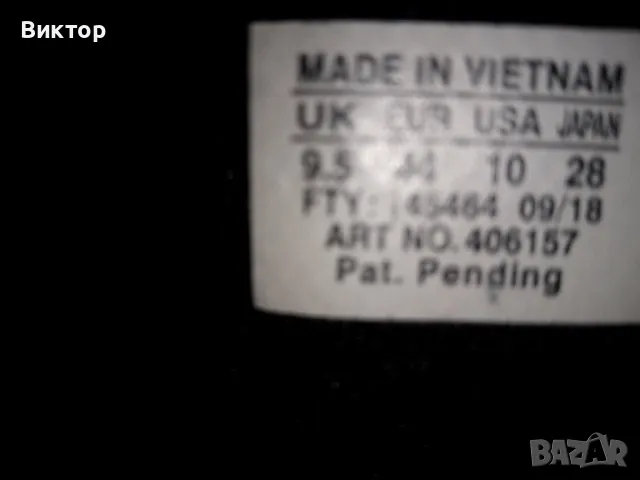 Виктор
MADE IN VIETNAM
UK EUR USA JAPAN
9.5 44 10 28
FTY: 145464 09/18
ART NO. 406157
Pat. Pending
BAZAR